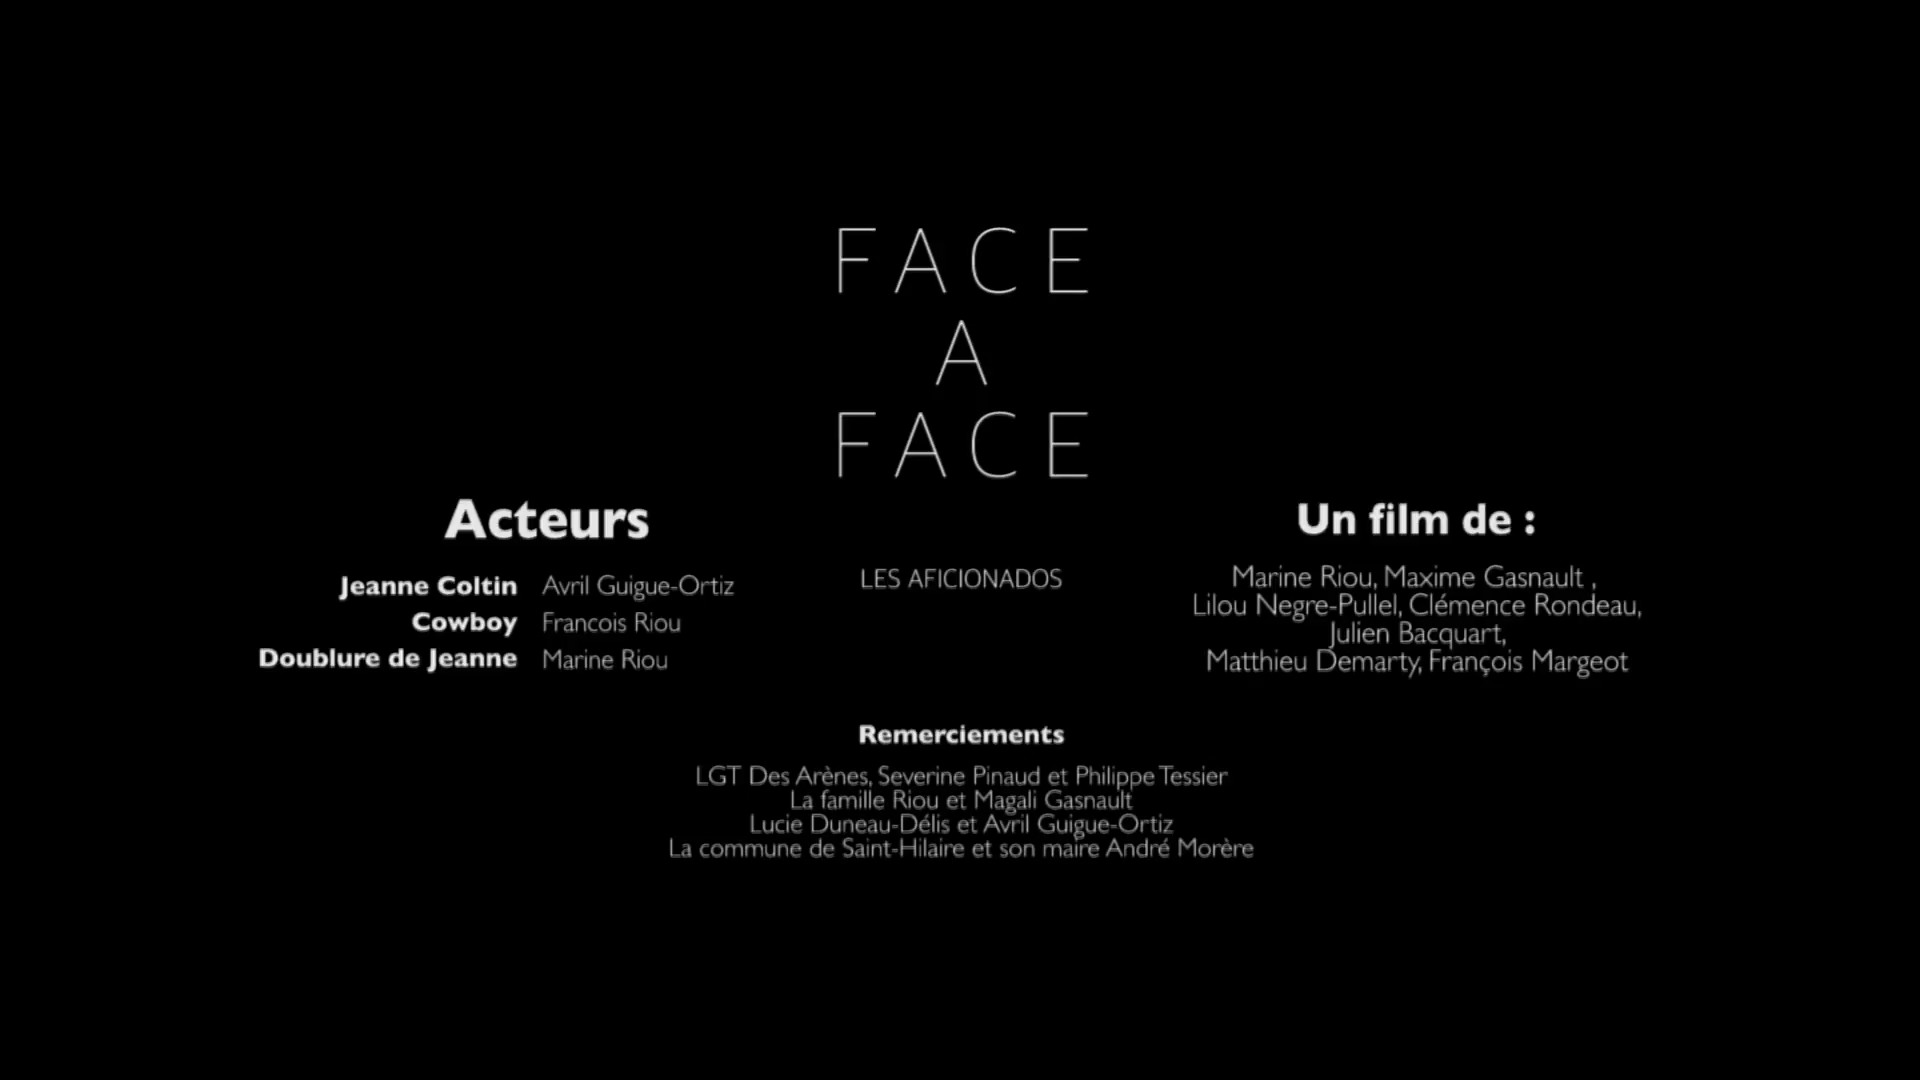 FACE
A
FACE
Acteurs
Jeanne Coltin Avril Guigue-Ortiz
Cowboy Francois Riou
Doublure de Jeanne Marine Riou
LES AFICIONADOS
Un film de :
Marine Riou, Maxime Gasnault ,
Lilou Negre-Pullel, Clémence Rondeau,
Julien Bacquart,
Matthieu Demarty, François Margeot
Remerciements
LGT Des Arènes, Severine Pinaud et Philippe Tessier
La famille Riou et Magali Gasnault
Lucie Duneau-Délis et Avril Guigue-Ortiz
La commune de Saint-Hilaire et son maire André Morère